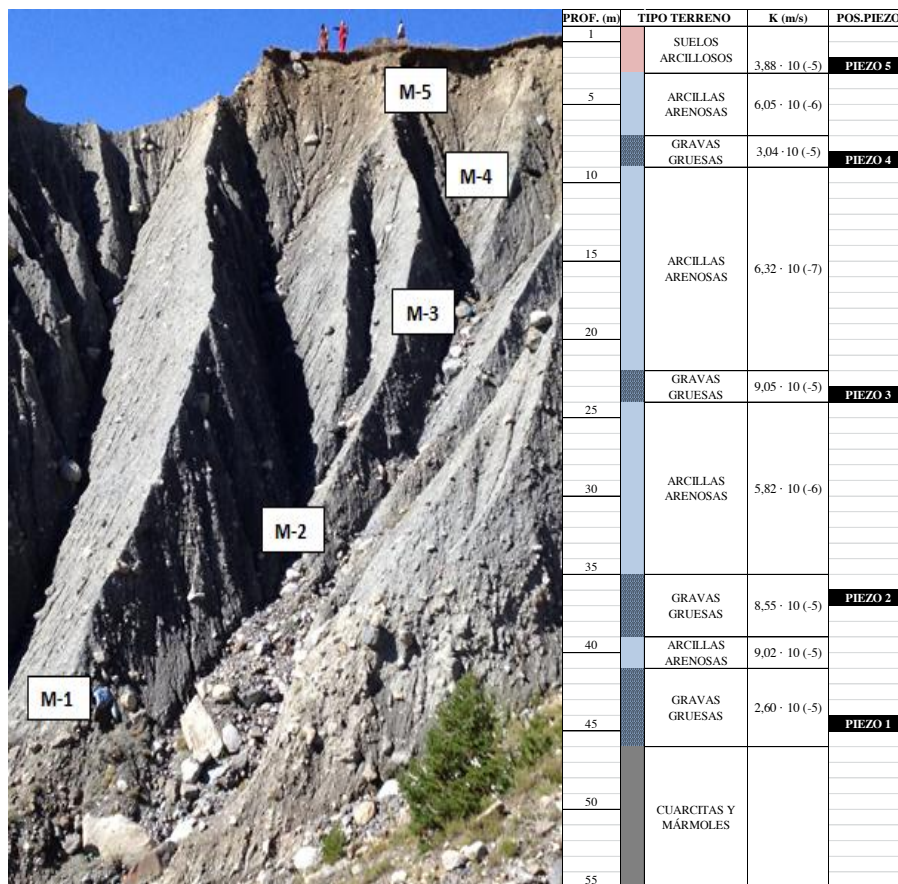 M-5
M-4
M-3
M-2
M-1
PROF. (m) TIPO TERRENO K (m/s) POS.PIEZO
1
SUELOS
ARCILLOSOS
3,88 · 10 (-5)
PIEZO 5
5
ARCILLAS
ARENOSAS
6,05 · 10 (-6)
GRAVAS
GRUESAS
3,04 · 10 (-5)
PIEZO 4
10
ARCILLAS
ARENOSAS
6,32 · 10 (-7)
15
20
GRAVAS
GRUESAS
9,05 · 10 (-5)
PIEZO 3
25
ARCILLAS
ARENOSAS
5,82 · 10 (-6)
30
35
GRAVAS
GRUESAS
8,55 · 10 (-5)
PIEZO 2
40
ARCILLAS
ARENOSAS
9,02 · 10 (-5)
GRAVAS
GRUESAS
2,60 · 10 (-5)
PIEZO 1
45
50
CUARCITAS Y
MÁRMOLES
55